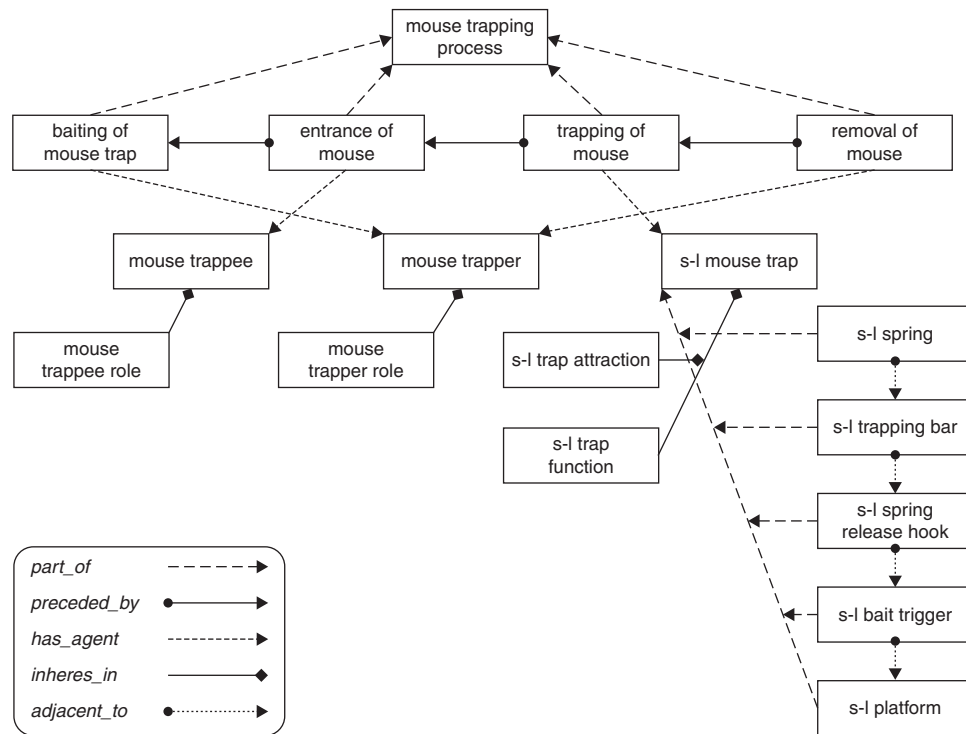 mouse trapping
process
baiting of
mouse trap
entrance of
mouse
trapping of
mouse
removal of
mouse
mouse trappee
mouse trapper
s-l mouse trap
mouse
trappee role
mouse
trapper role
s-l trap attraction
s-l trap
function
s-l spring
s-l trapping bar
s-l spring
release hook
s-l bait trigger
s-l platform
part_of
preceded_by
has_agent
inheres_in
adjacent_to